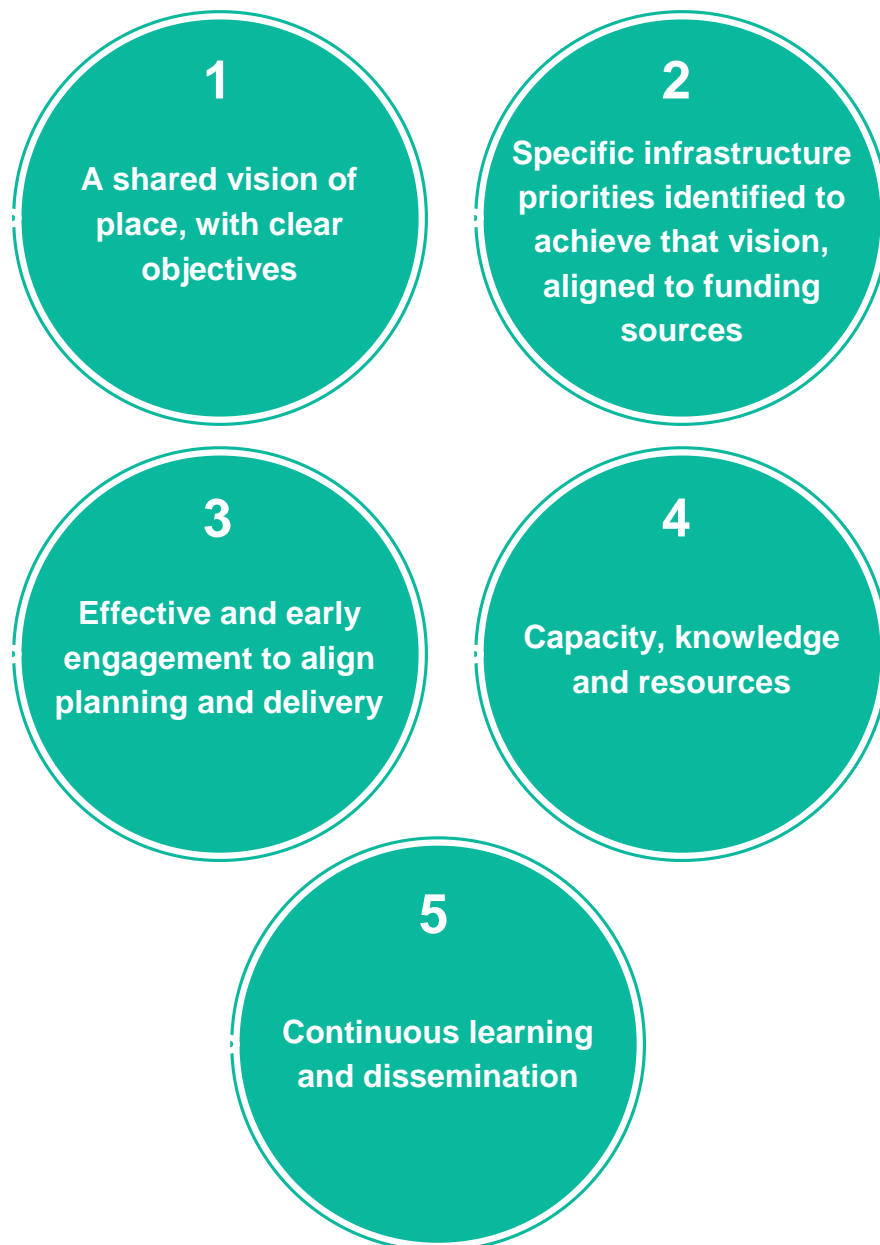 1
A shared vision of
place, with clear
objectives
2
Specific infrastructure
priorities identified to
achieve that vision,
aligned to funding
sources
3
Effective and early
engagement to align
planning and delivery
4
Capacity, knowledge
and resources
5
Continuous learning
and dissemination